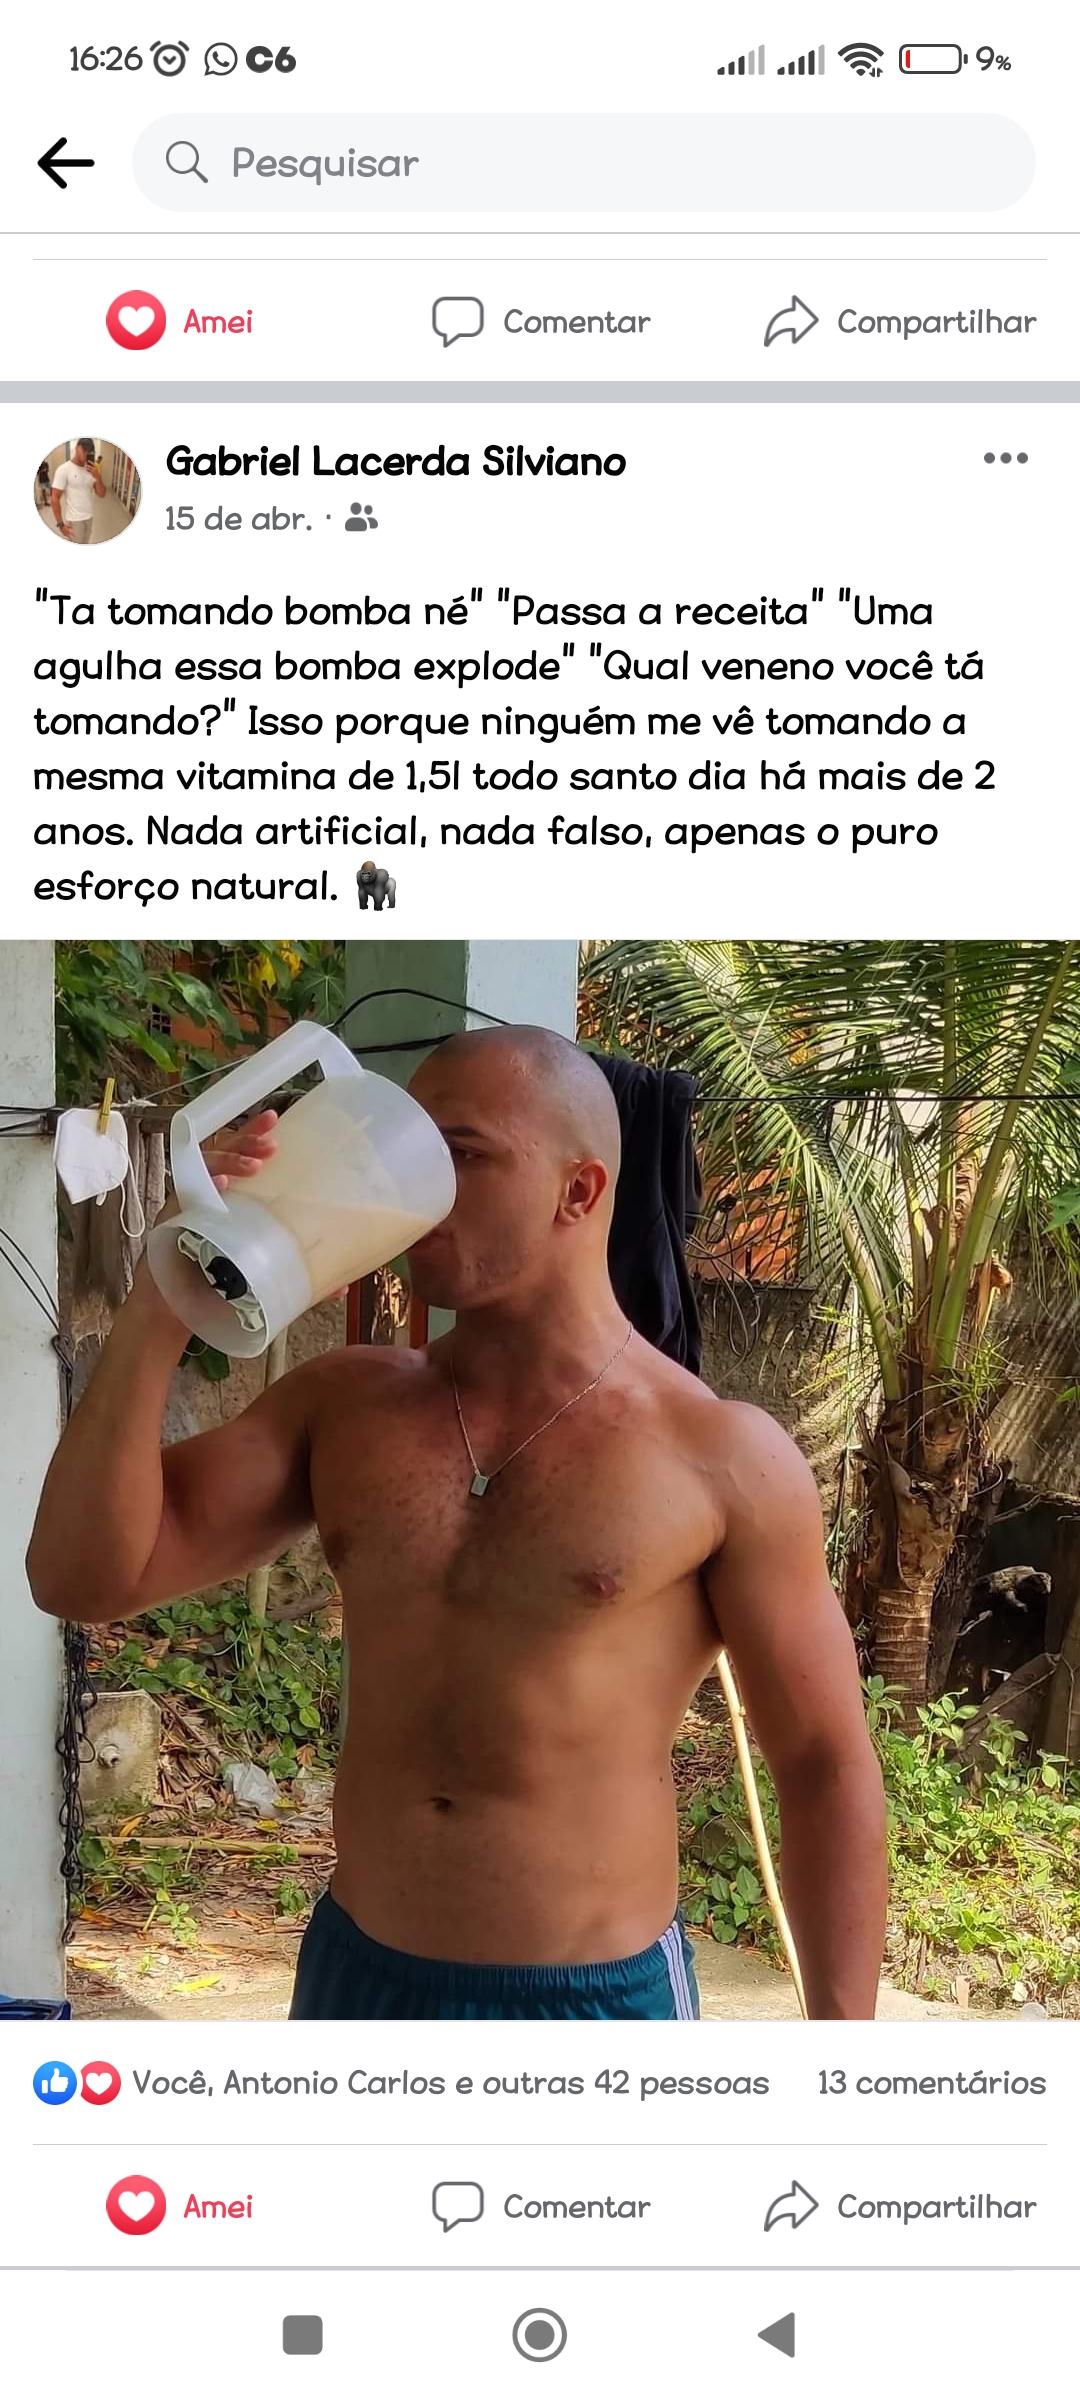 16:26 C6 9%
Pesquisar
Amei Comentar Compartilhar
Gabriel Lacerda Silviano
15 de abr. ·
"Ta tomando bomba né" "Passa a receita" "Uma
agulha essa bomba explode" "Qual veneno você tá
tomando?" Isso porque ninguém me vê tomando a
mesma vitamina de 1,5l todo santo dia há mais de 2
anos. Nada artificial, nada falso, apenas o puro
esforço natural. 🦍
Você, Antonio Carlos e outras 42 pessoas 13 comentários
Amei Comentar Compartilhar